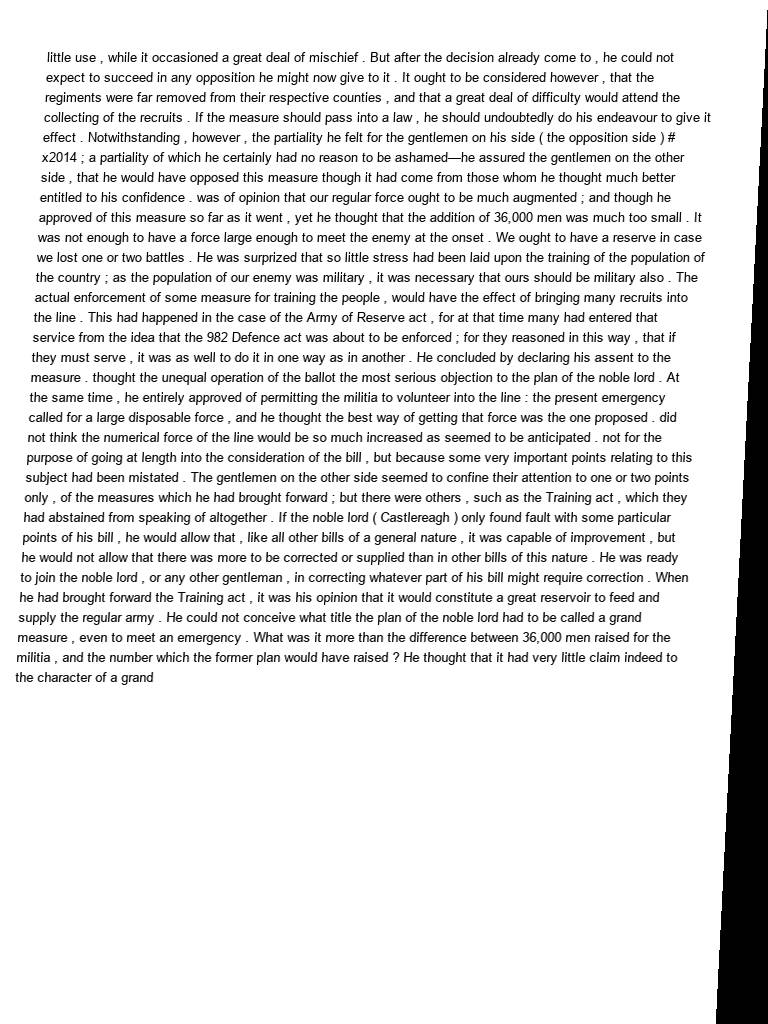 little use , while it occasioned a great deal of mischief . But after the decision already come to , he could not
expect to succeed in any opposition he might now give to it . It ought to be considered however , that the
regiments were far removed from their respective counties , and that a great deal of difficulty would attend the
collecting of the recruits . If the measure should pass into a law , he should undoubtedly do his endeavour to give it
effect . Notwithstanding , however , the partiality he felt for the gentlemen on his side ( the opposition side ) #
x2014 ; a partiality of which he certainly had no reason to be ashamed—he assured the gentlemen on the other
side , that he would have opposed this measure though it had come from those whom he thought much better
entitled to his confidence . was of opinion that our regular force ought to be much augmented ; and though he
approved of this measure so far as it went , yet he thought that the addition of 36,000 men was much too small . It
was not enough to have a force large enough to meet the enemy at the onset . We ought to have a reserve in case
we lost one or two battles . He was surprized that so little stress had been laid upon the training of the population of
the country ; as the population of our enemy was military , it was necessary that ours should be military also . The
actual enforcement of some measure for training the people , would have the effect of bringing many recruits into
the line . This had happened in the case of the Army of Reserve act , for at that time many had entered that
service from the idea that the 982 Defence act was about to be enforced ; for they reasoned in this way , that if
they must serve , it was as well to do it in one way as in another . He concluded by declaring his assent to the
measure . thought the unequal operation of the ballot the most serious objection to the plan of the noble lord . At
the same time , he entirely approved of permitting the militia to volunteer into the line : the present emergency
called for a large disposable force , and he thought the best way of getting that force was the one proposed . did
not think the numerical force of the line would be so much increased as seemed to be anticipated . not for the
purpose of going at length into the consideration of the bill , but because some very important points relating to this
subject had been mistated . The gentlemen on the other side seemed to confine their attention to one or two points
only , of the measures which he had brought forward ; but there were others , such as the Training act , which they
had abstained from speaking of altogether . If the noble lord ( Castlereagh ) only found fault with some particular
points of his bill , he would allow that , like all other bills of a general nature , it was capable of improvement , but
he would not allow that there was more to be corrected or supplied than in other bills of this nature . He was ready
to join the noble lord , or any other gentleman , in correcting whatever part of his bill might require correction . When
he had brought forward the Training act , it was his opinion that it would constitute a great reservoir to feed and
supply the regular army . He could not conceive what title the plan of the noble lord had to be called a grand
measure , even to meet an emergency . What was it more than the difference between 36,000 men raised for the
militia , and the number which the former plan would have raised ? He thought that it had very little claim indeed to
the character of a grand